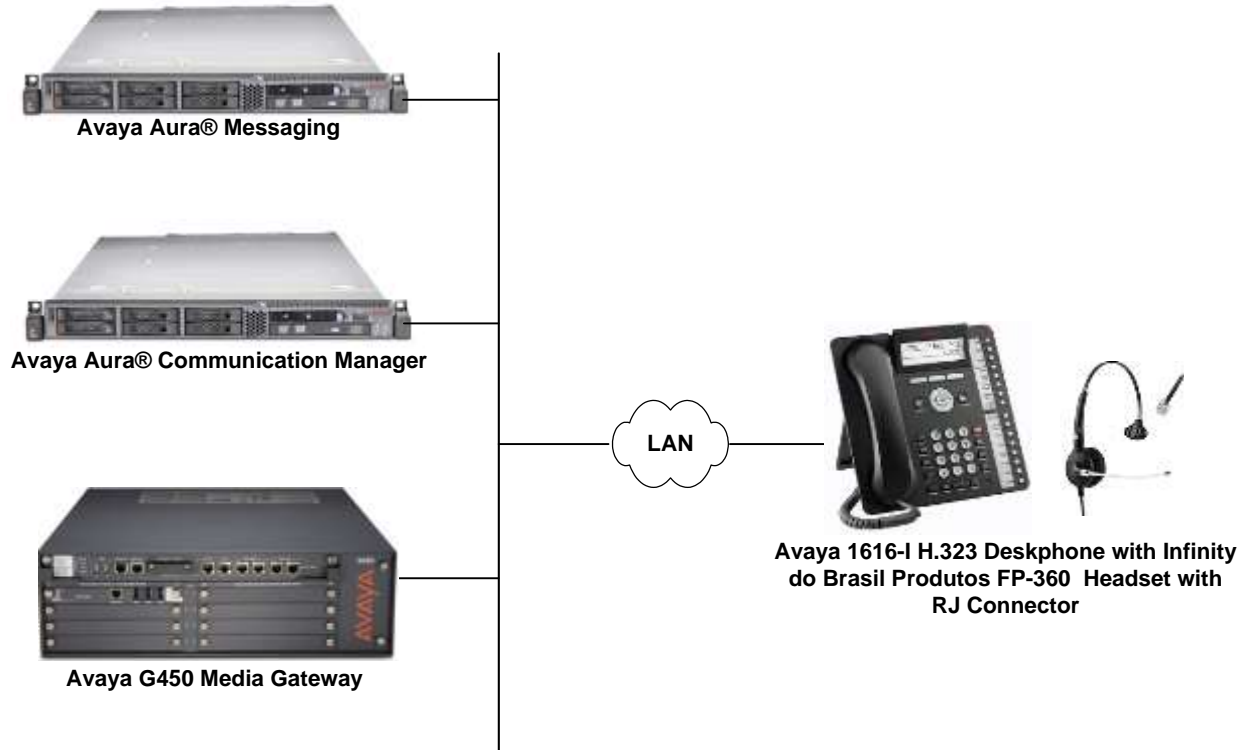 Avaya Aura® Messaging
Avaya Aura® Communication Manager
LAN
AVAYA
Avaya G450 Media Gateway
Avaya 1616-I H.323 Deskphone with Infinity
do Brasil Produtos FP-360 Headset with
RJ Connector